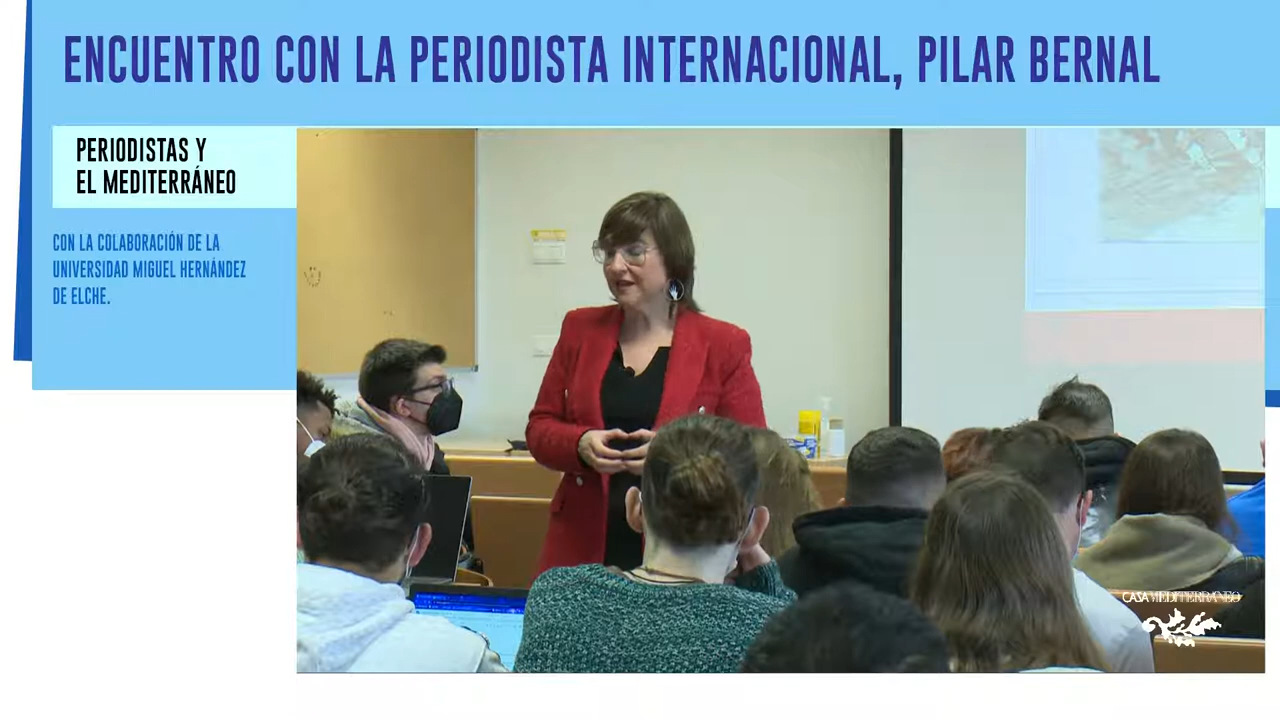 ENCUENTRO CON LA PERIODISTA INTERNACIONAL, PILAR BERNAL
PERIODISTAS Y
EL MEDITERRÁNEO
CON LA COLABORACIÓN DE LA
UNIVERSIDAD MIGUEL HERNÁNDEZ
DE ELCHE.
CASA MEDITERRÁNEO